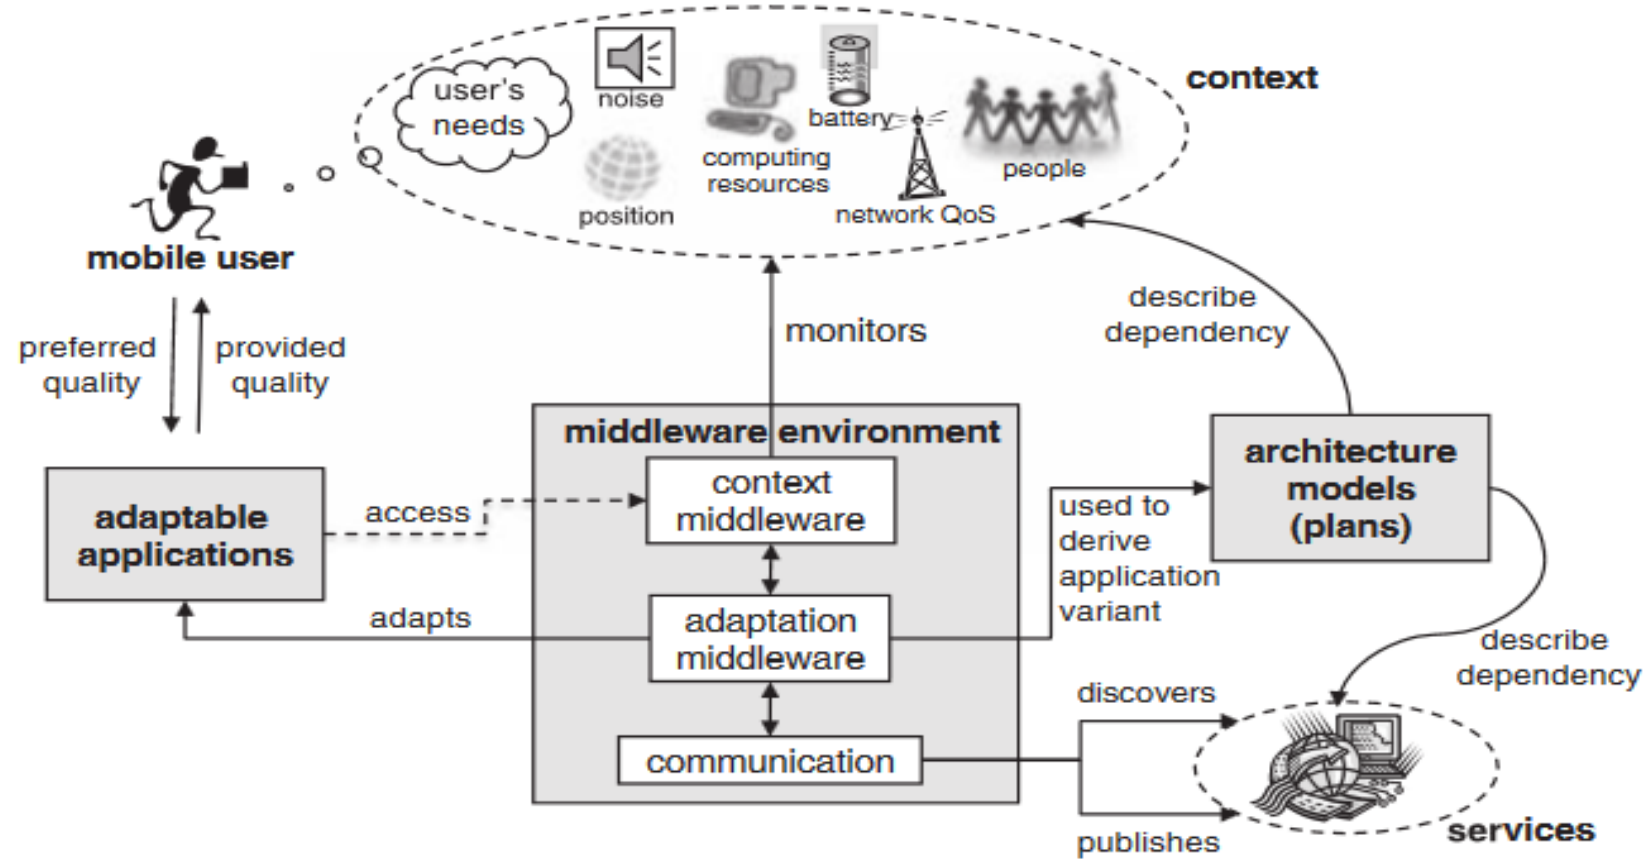 user's
needs
noise
position
computing
resources
battery
network QoS
people
context
mobile user
preferred
quality
provided
quality
monitors
describe
dependency
middleware environment
context
middleware
access
adaptable
applications
adapts
adaptation
middleware
communication
used to
derive
application
variant
architecture
models
(plans)
describe
dependency
discovers
publishes
services